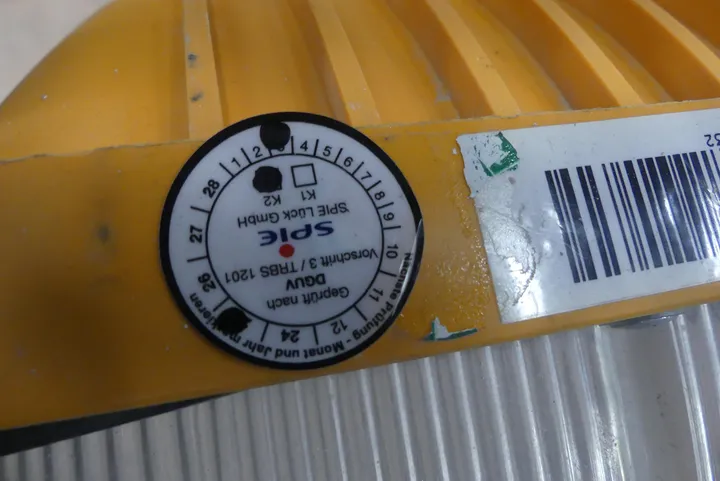 Nächste Prüfung - Monat und Jahr markieren
1 2 3 4 5 6 7 8 9 10 11 12
24 26 27 28
Geprüft nach
DGUV
Vorschrift 3 / TRBS 1201
SPIE
SPIE Lück GmbH
K1 K2